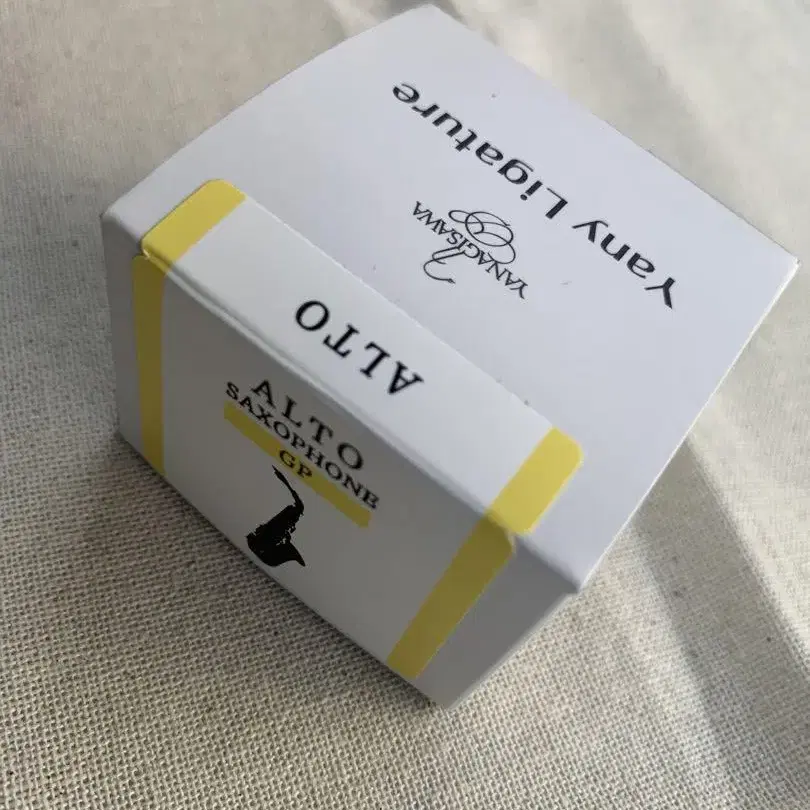 Yany Ligature
YANAGISAWA
ALTO
ALTO
SAXOPHONE
GP